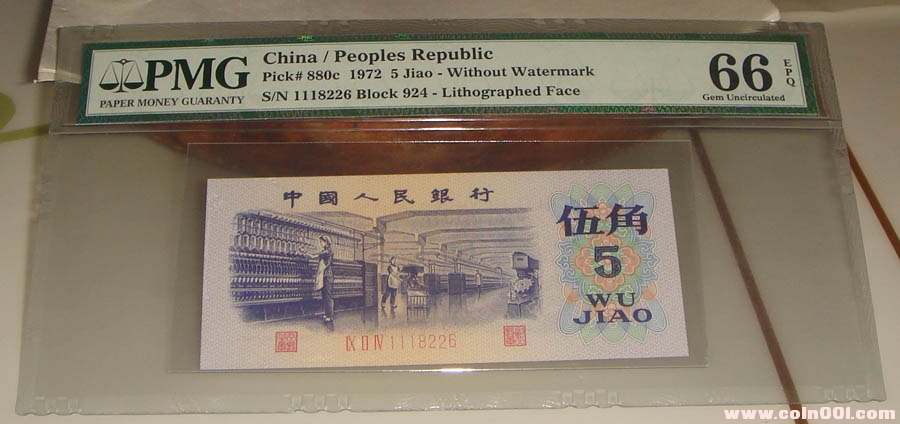 PMG
PAPER MONEY GUARANTY
China / Peoples Republic
Pick# 880c 1972 5 Jiao - Without Watermark
S/N 1118226 Block 924 - Lithographed Face
66 EPQ
Gem Uncirculated
中國人民銀行
伍角
5
WU
JIAO
IX II IV 1118226
www.coin001.com